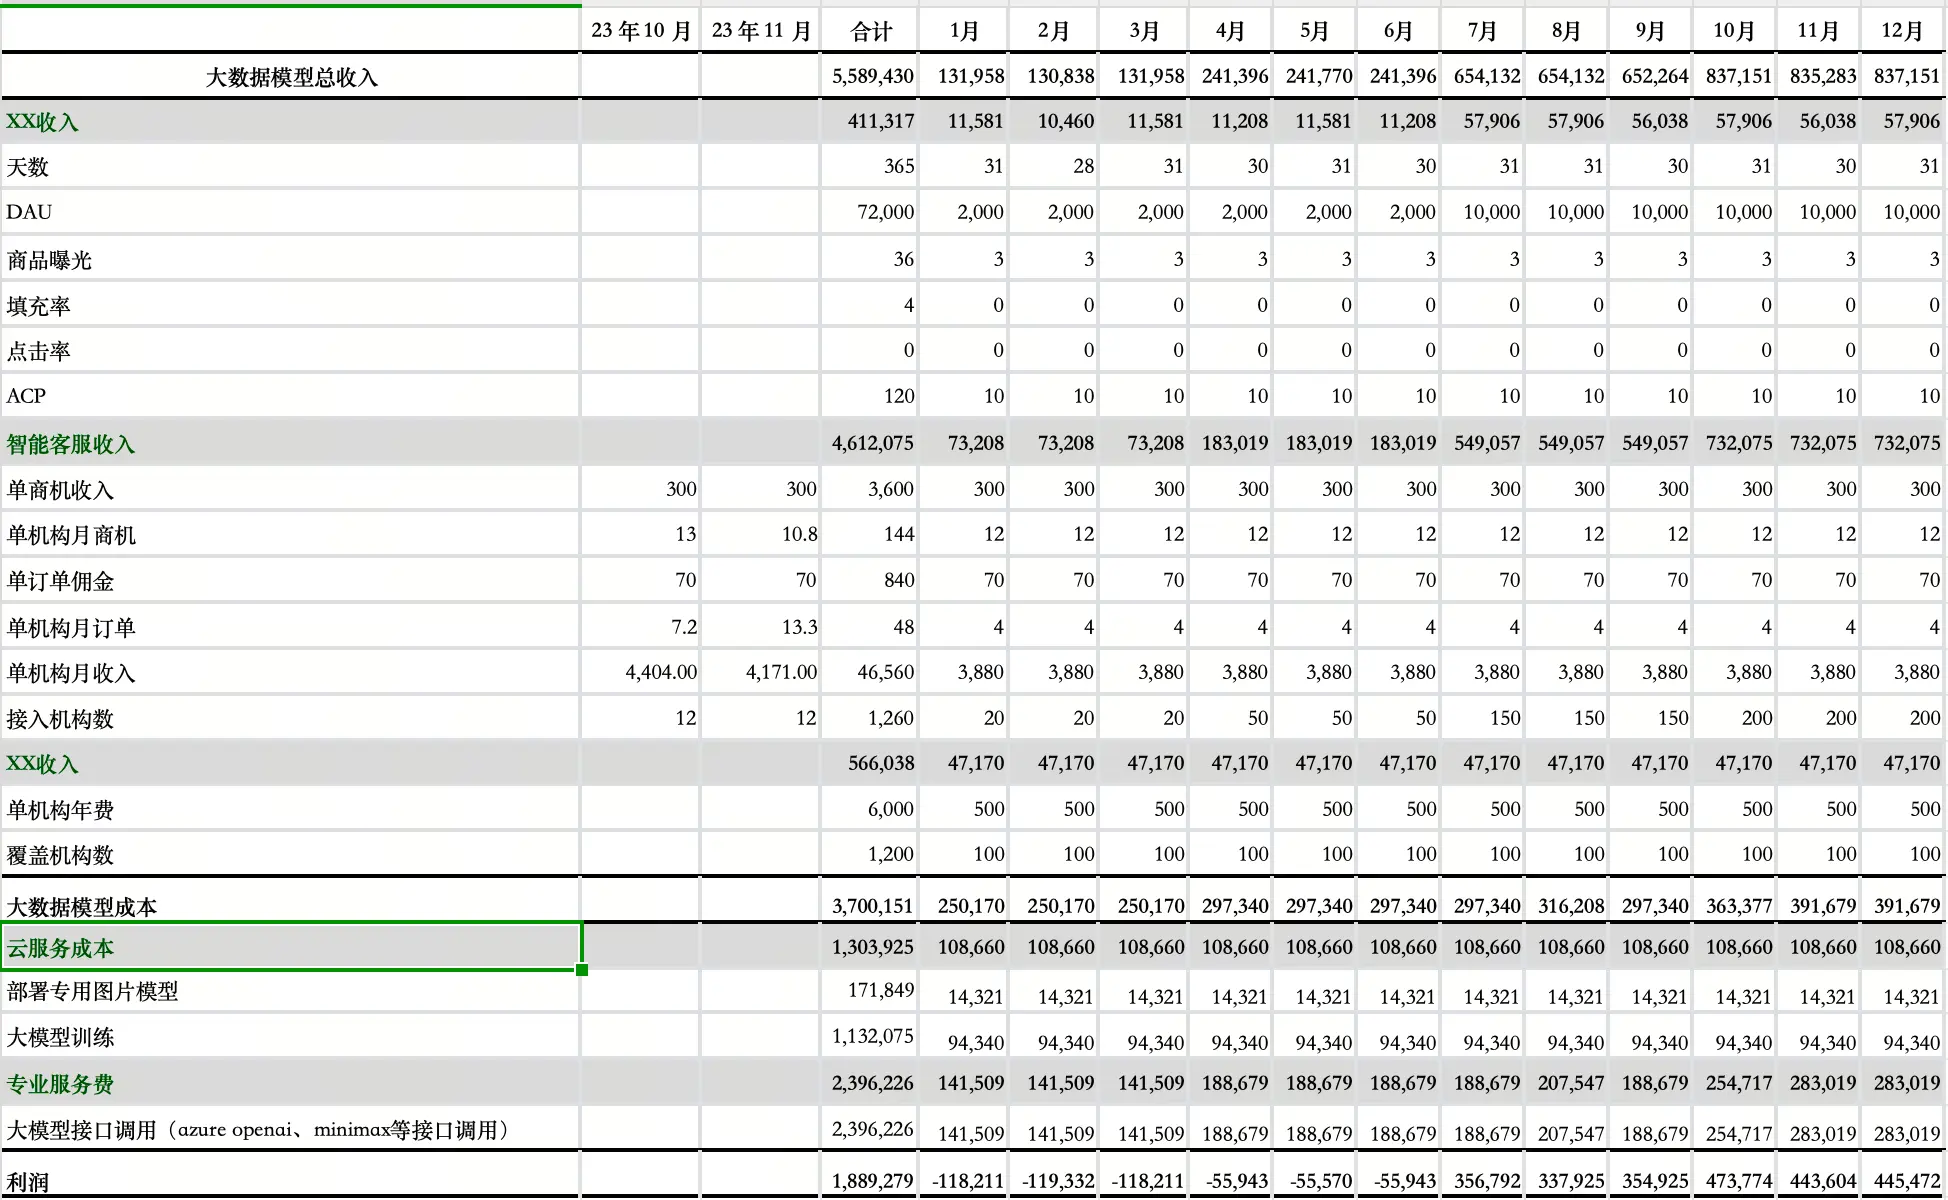 23 年10 月 23 年11 月 合计 1月 2月 3月 4月 5月 6月 7月 8月 9月 10月 11月 12月
大数据模型总收入 5,589,430 131,958 130,838 131,958 241,396 241,770 241,396 654,132 654,132 652,264 837,151 835,283 837,151
XX收入 411,317 11,581 10,460 11,581 11,208 11,581 11,208 57,906 57,906 56,038 57,906 56,038 57,906
天数 365 31 28 31 30 31 30 31 31 30 31 30 31
DAU 72,000 2,000 2,000 2,000 2,000 2,000 2,000 10,000 10,000 10,000 10,000 10,000 10,000
商品曝光 36 3 3 3 3 3 3 3 3 3 3 3 3
填充率 4 0 0 0 0 0 0 0 0 0 0 0 0
点击率 0 0 0 0 0 0 0 0 0 0 0 0 0
ACP 120 10 10 10 10 10 10 10 10 10 10 10 10
智能客服收入 4,612,075 73,208 73,208 73,208 183,019 183,019 183,019 549,057 549,057 549,057 732,075 732,075 732,075
单商机收入 300 300 3,600 300 300 300 300 300 300 300 300 300 300 300 300
单机构月商机 13 10.8 144 12 12 12 12 12 12 12 12 12 12 12 12
单订单佣金 70 70 840 70 70 70 70 70 70 70 70 70 70 70 70
单机构月订单 7.2 13.3 48 4 4 4 4 4 4 4 4 4 4 4 4
单机构月收入 4,404.00 4,171.00 46,560 3,880 3,880 3,880 3,880 3,880 3,880 3,880 3,880 3,880 3,880 3,880 3,880
接入机构数 12 12 1,260 20 20 20 50 50 50 150 150 150 200 200 200
XX收入 566,038 47,170 47,170 47,170 47,170 47,170 47,170 47,170 47,170 47,170 47,170 47,170 47,170
单机构年费 6,000 500 500 500 500 500 500 500 500 500 500 500 500
覆盖机构数 1,200 100 100 100 100 100 100 100 100 100 100 100 100
大数据模型成本 3,700,151 250,170 250,170 250,170 297,340 297,340 297,340 297,340 316,208 297,340 363,377 391,679 391,679
云服务成本 1,303,925 108,660 108,660 108,660 108,660 108,660 108,660 108,660 108,660 108,660 108,660 108,660 108,660
部署专用图片模型 171,849 14,321 14,321 14,321 14,321 14,321 14,321 14,321 14,321 14,321 14,321 14,321 14,321
大模型训练 1,132,075 94,340 94,340 94,340 94,340 94,340 94,340 94,340 94,340 94,340 94,340 94,340 94,340
专业服务费 2,396,226 141,509 141,509 141,509 188,679 188,679 188,679 188,679 207,547 188,679 254,717 283,019 283,019
大模型接口调用（azure openai、minimax等接口调用） 2,396,226 141,509 141,509 141,509 188,679 188,679 188,679 188,679 207,547 188,679 254,717 283,019 283,019
利润 1,889,279 -118,211 -119,332 -118,211 -55,943 -55,570 -55,943 356,792 337,925 354,925 473,774 443,604 445,472